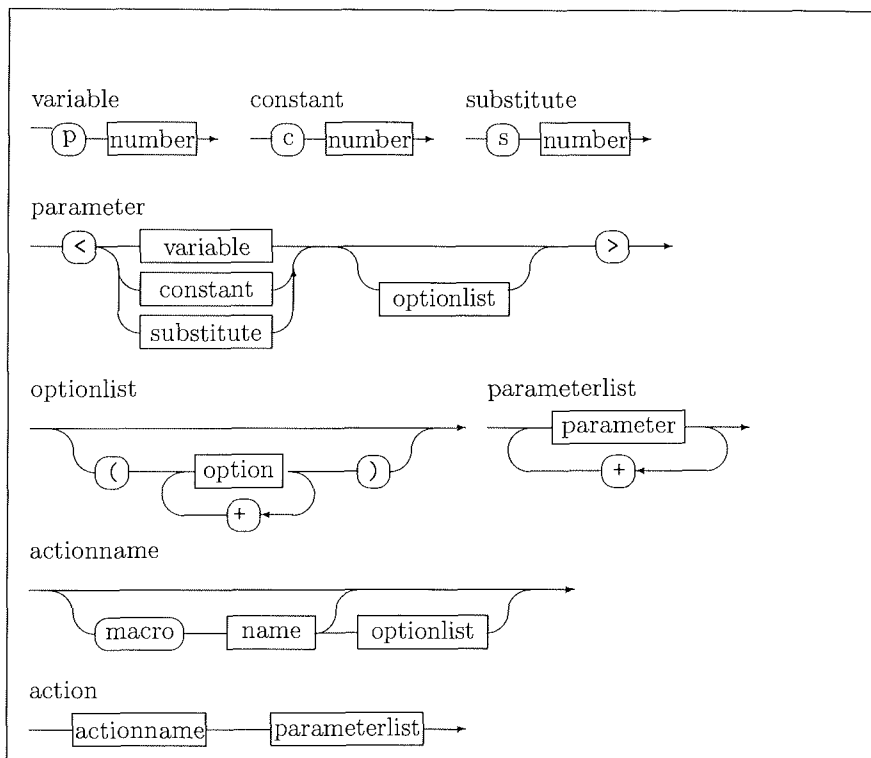 variable constant substitute
p number c number s number
parameter
< variable >
constant
optionlist
substitute
optionlist parameterlist
parameter
( option )
+
+
actionname
macro name optionlist
action
actionname parameterlist